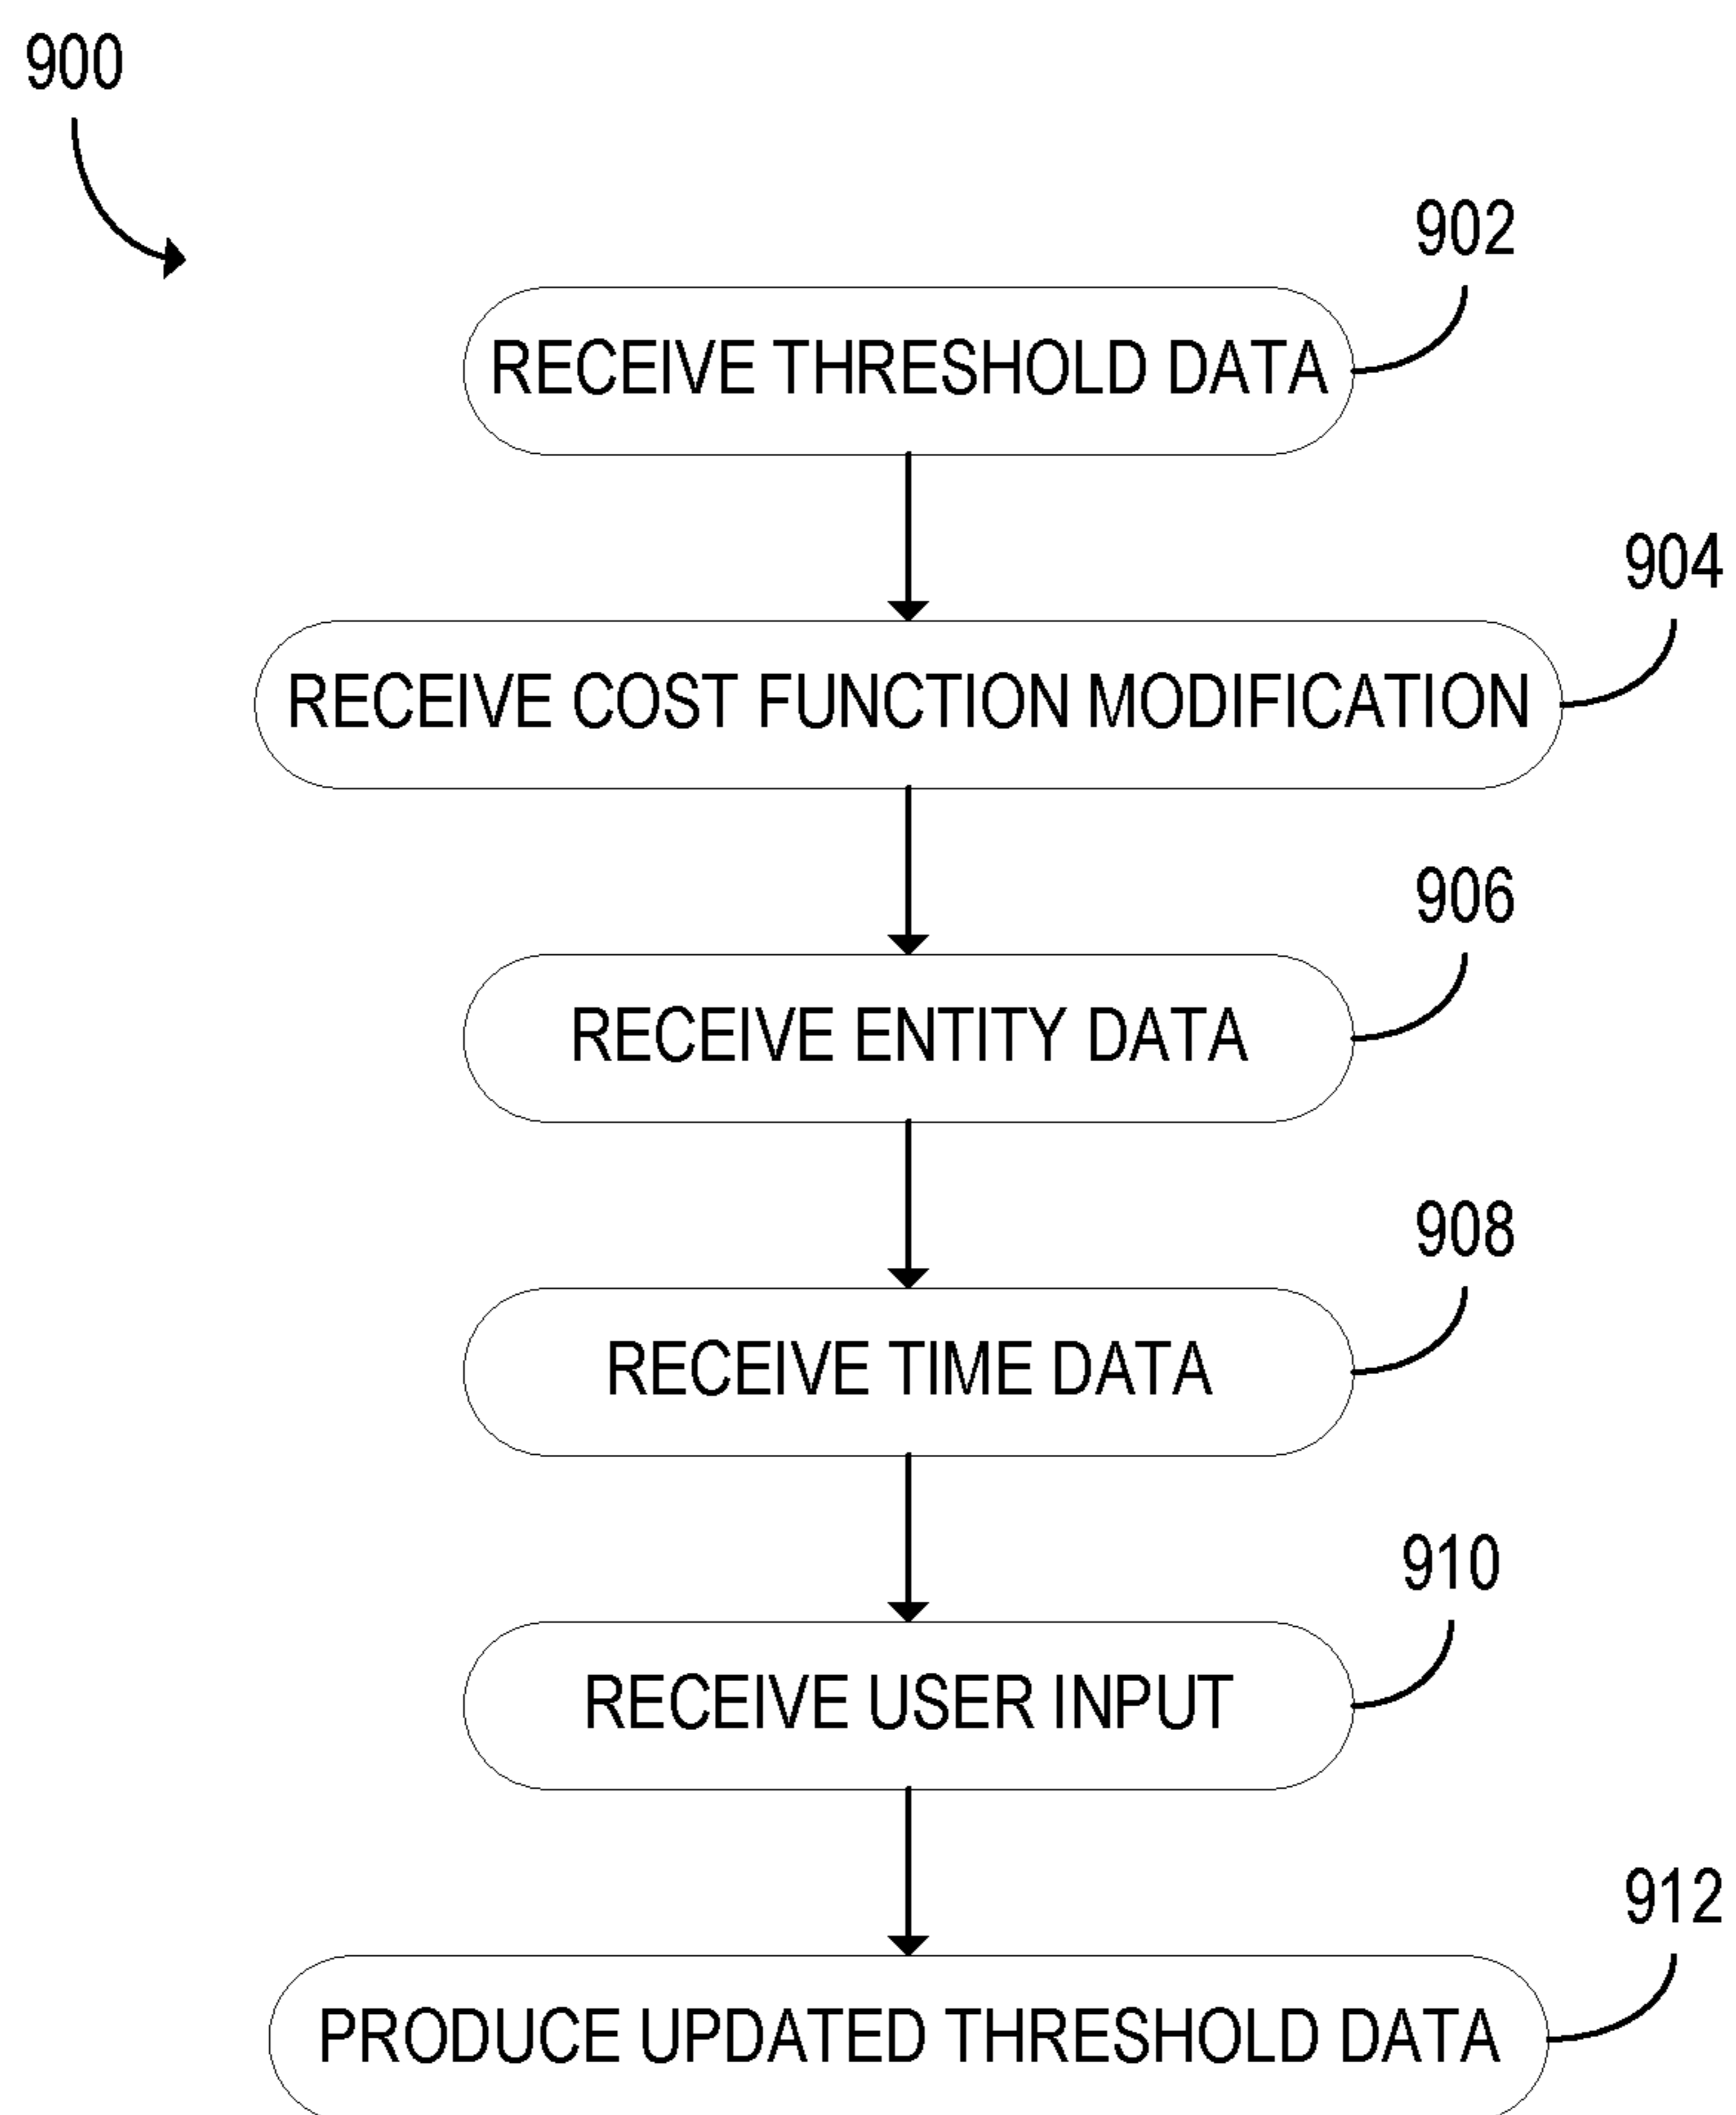 900
902
RECEIVE THRESHOLD DATA
904
RECEIVE COST FUNCTION MODIFICATION
906
RECEIVE ENTITY DATA
908
RECEIVE TIME DATA
910
RECEIVE USER INPUT
912
PRODUCE UPDATED THRESHOLD DATA